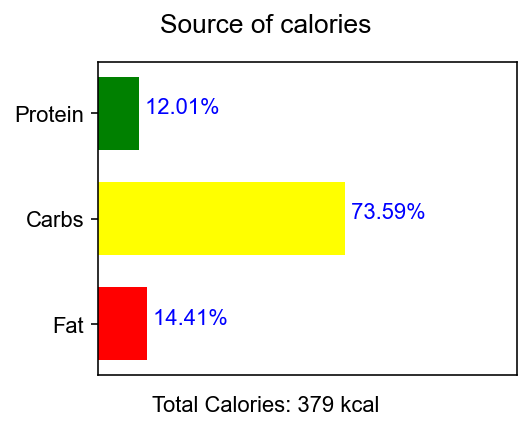 Source of calories
Protein 12.01%
Carbs 73.59%
Fat 14.41%
Total Calories: 379 kcal